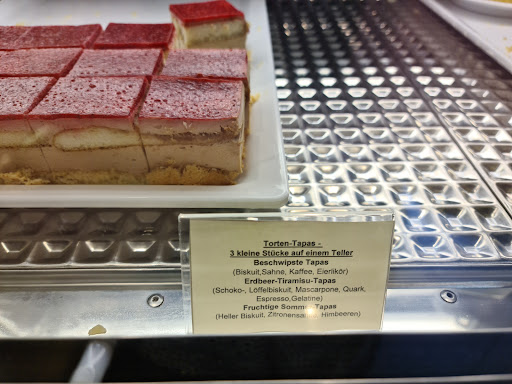 Torten-Tapas -
3 kleine Stücke auf einem Teller
Beschwipste Tapas
(Biskuit,Sahne, Kaffee, Eierlikör)
Erdbeer-Tiramisu-Tapas
(Schoko-, Löffelbiskuit, Mascarpone, Quark,
Espresso,Gelatine)
Fruchtige Sommer-Tapas
(Heller Biskuit, Himbeeren)